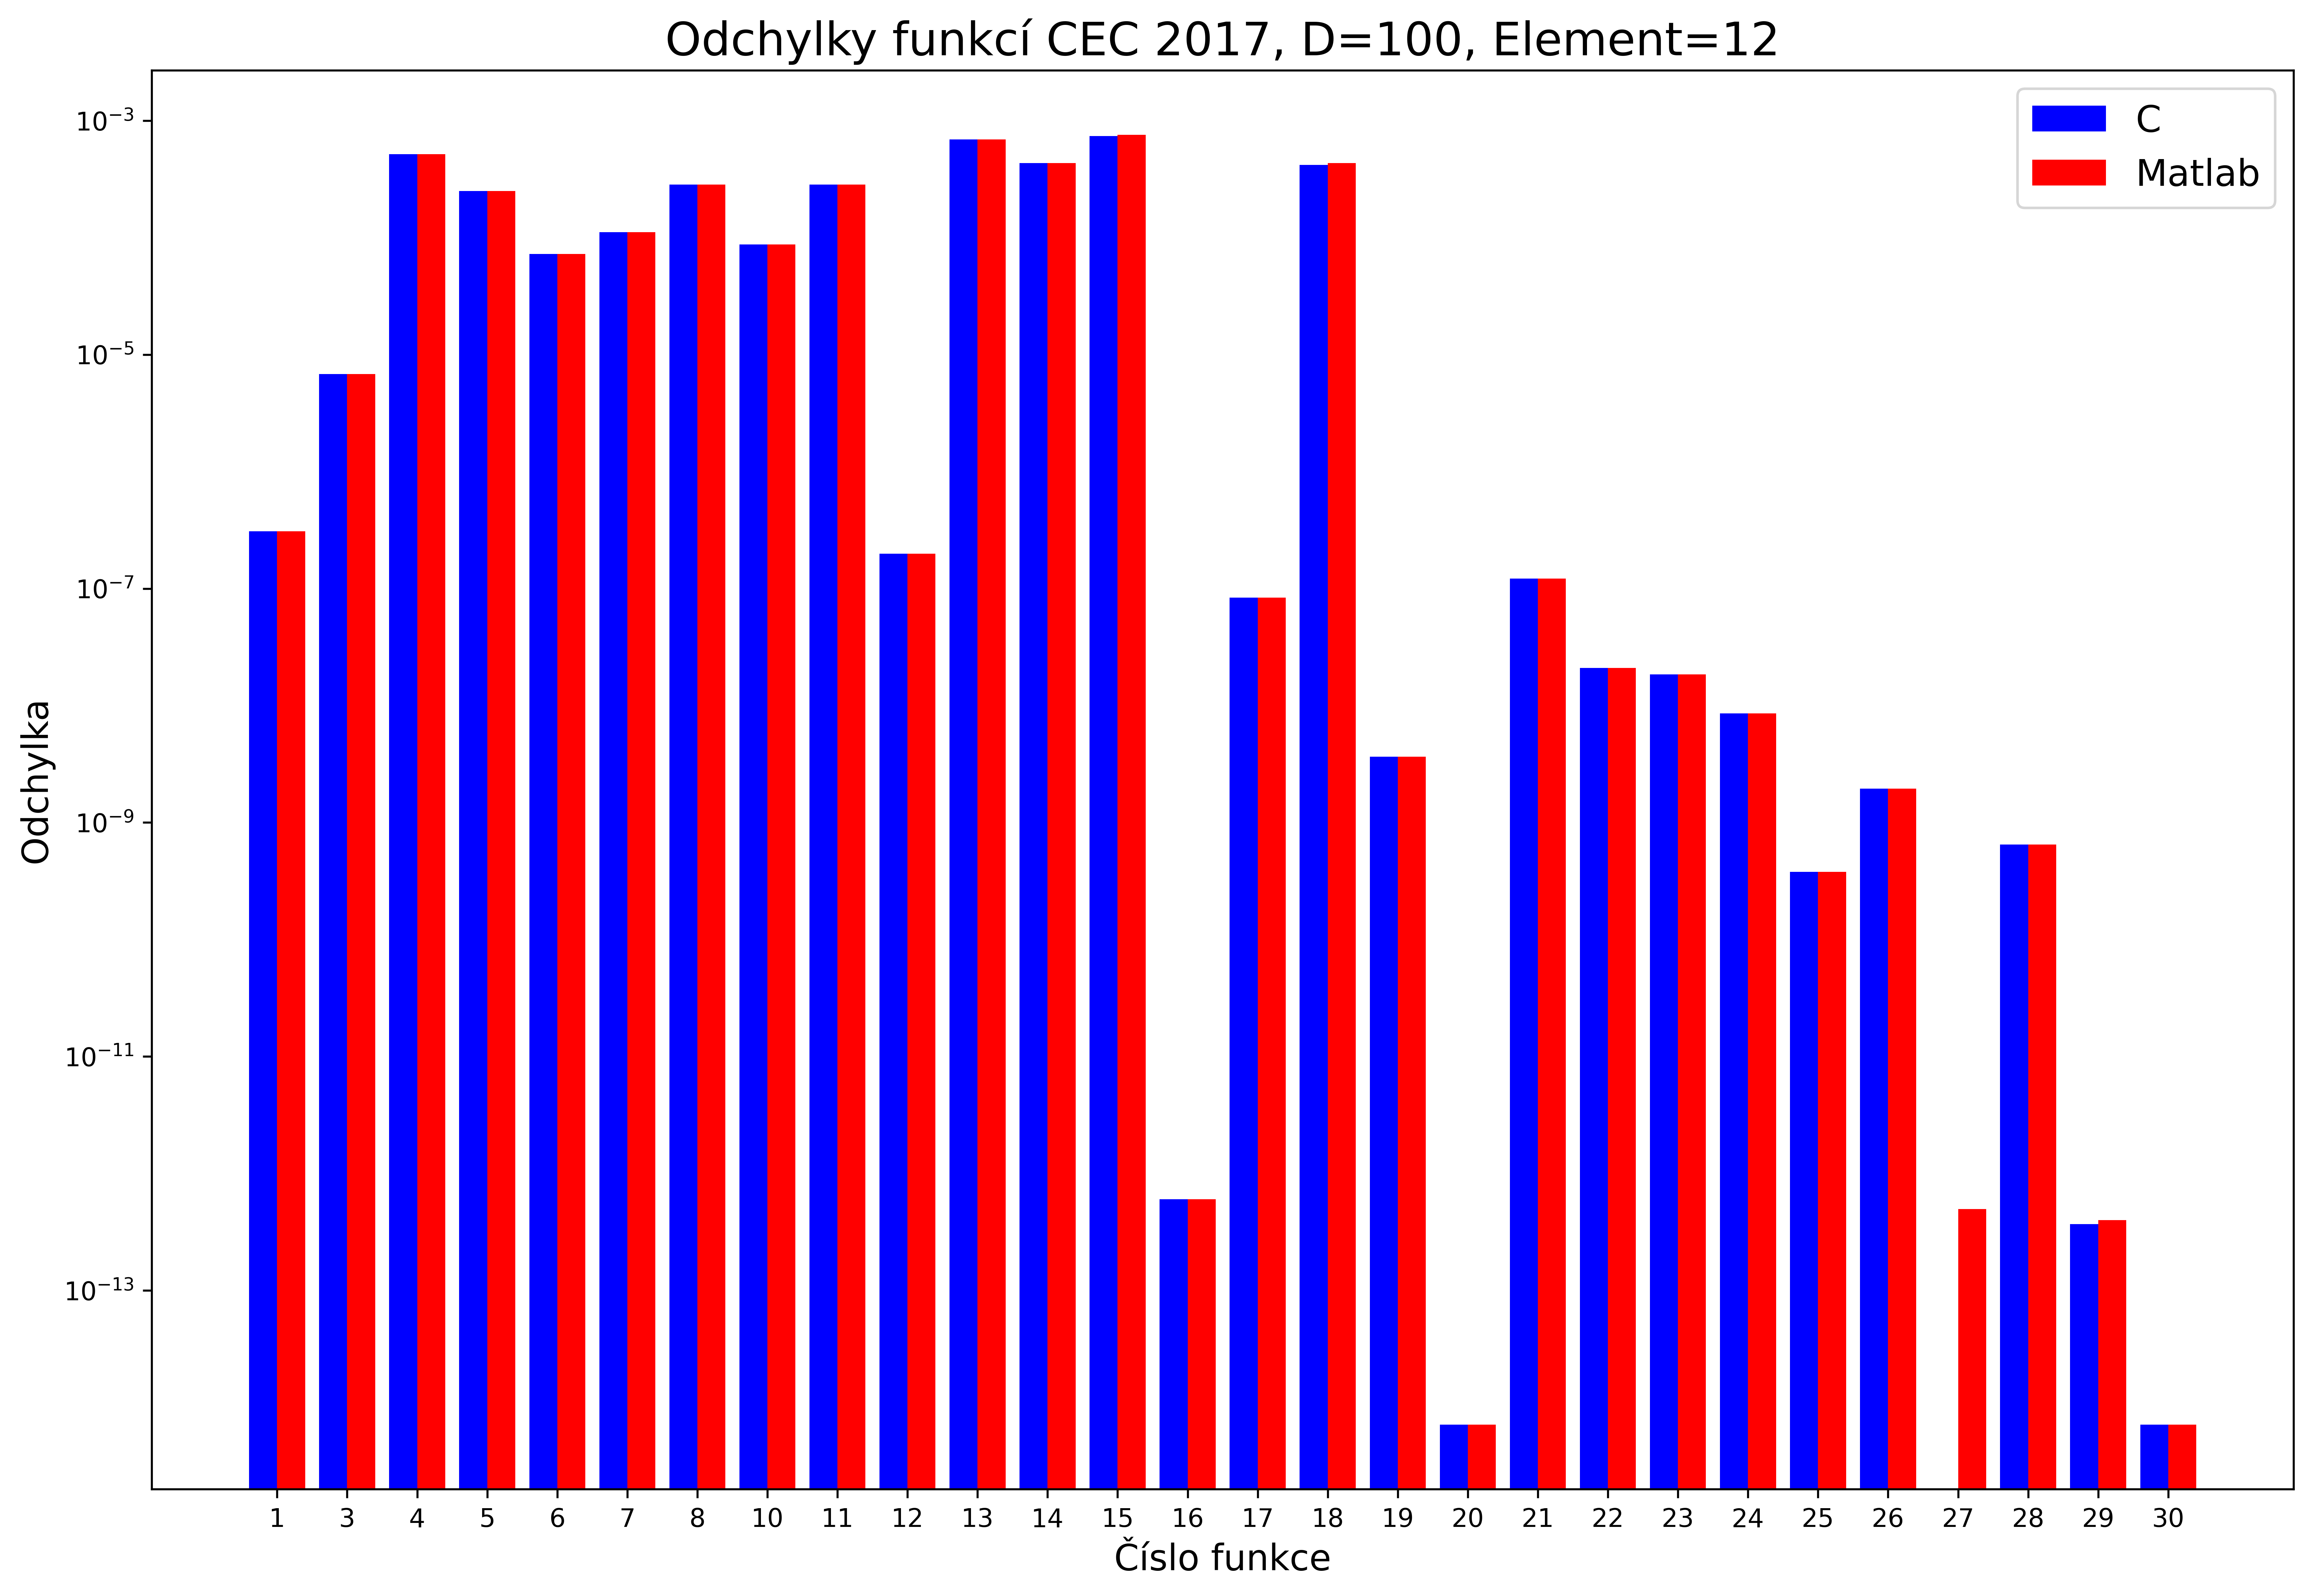 Odchylky funkcí CEC 2017, D=100, Element=12
C
Matlab
10⁻³
10⁻⁵
10⁻⁷
10⁻⁹
10⁻¹¹
10⁻¹³
Odchylka
1 3 4 5 6 7 8 10 11 12 13 14 15 16 17 18 19 20 21 22 23 24 25 26 27 28 29 30
Číslo funkce